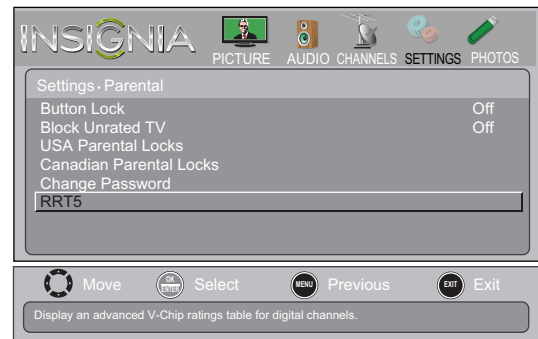 INSIGNIA
PICTURE AUDIO CHANNELS SETTINGS PHOTOS
Settings · Parental
Button Lock Off
Block Unrated TV Off
USA Parental Locks
Canadian Parental Locks
Change Password
RRT5
Move OK ENTER Select MENU Previous EXIT Exit
Display an advanced V-Chip ratings table for digital channels.